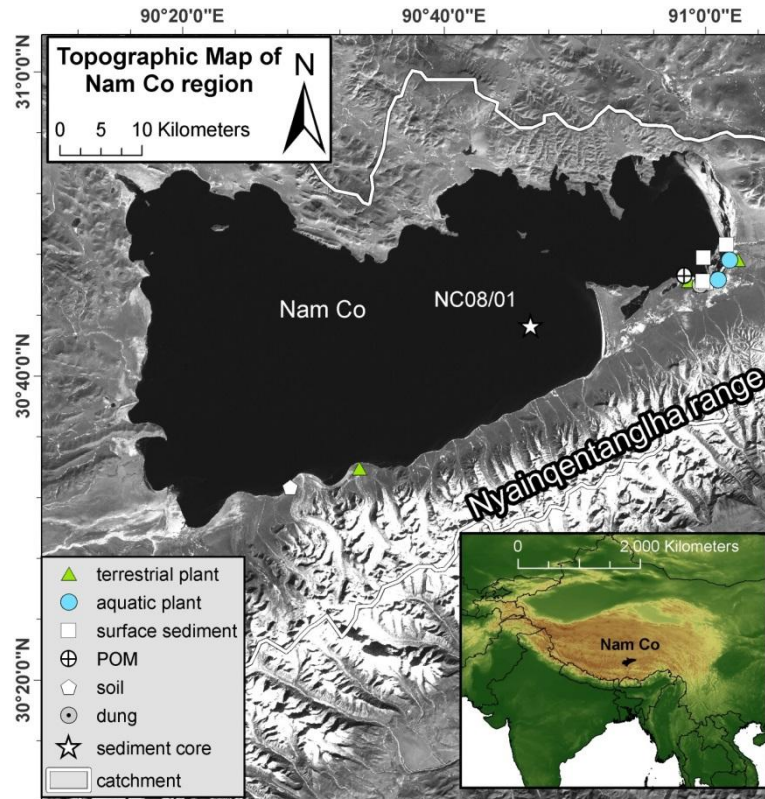 90°20'0"E
90°40'0"E
91°0'0"E
Topographic Map of
Nam Co region
N
0 5 10 Kilometers
31°0'0"N
30°40'0"N
30°20'0"N
Nam Co
NC08/01
Nyainqentanglha range
terrestrial plant
aquatic plant
surface sediment
POM
soil
dung
sediment core
catchment
0 2,000 Kilometers
Nam Co